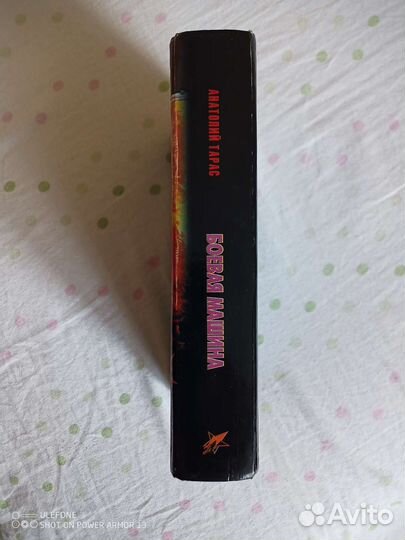 АНАТОЛИЙ ТАРАС
БОЕВАЯ МАШИНА
ULEFONE
SHOT ON POWER ARMOR 13
Avito